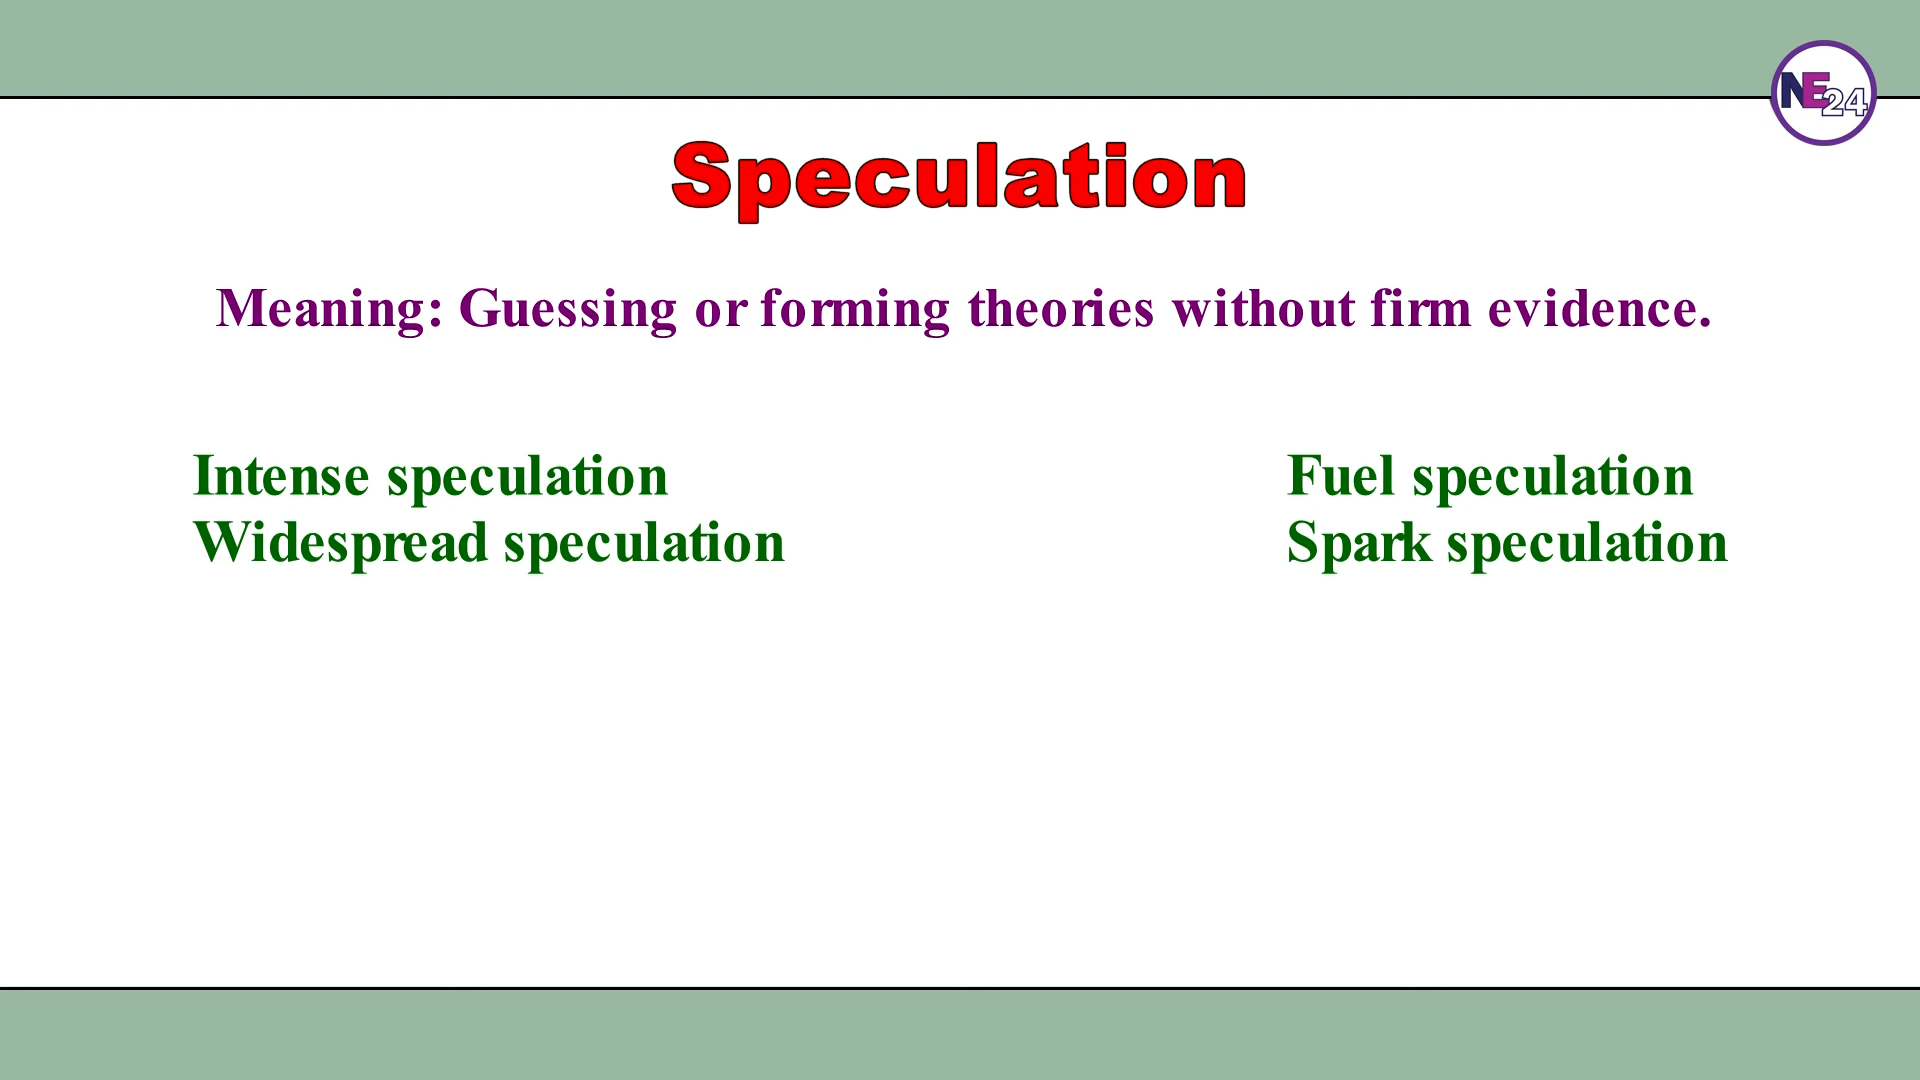 NE24
Speculation
Meaning: Guessing or forming theories without firm evidence.
Intense speculation
Widespread speculation
Fuel speculation
Spark speculation